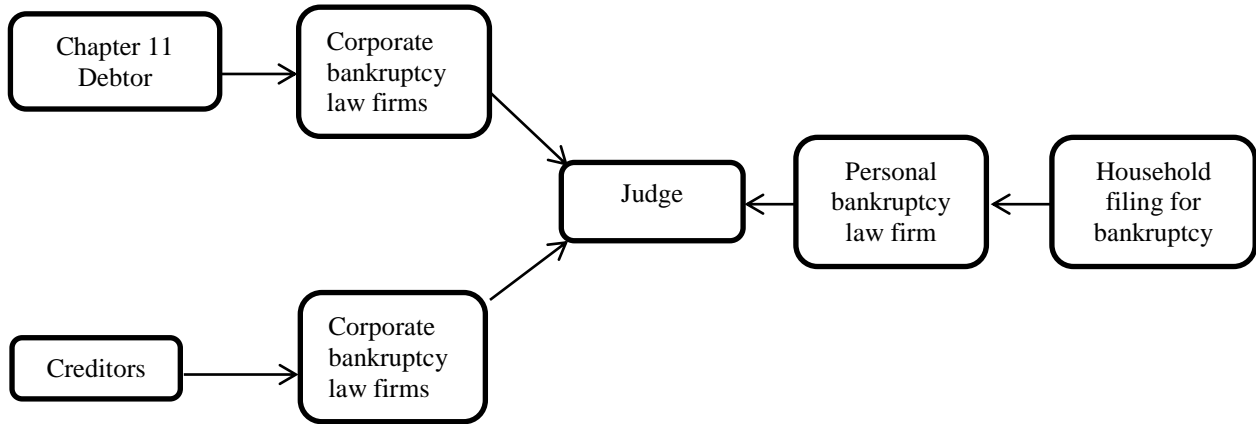 Chapter 11
Debtor
Corporate
bankruptcy
law firms
Judge
Personal
bankruptcy
law firm
Household
filing for
bankruptcy
Creditors
Corporate
bankruptcy
law firms